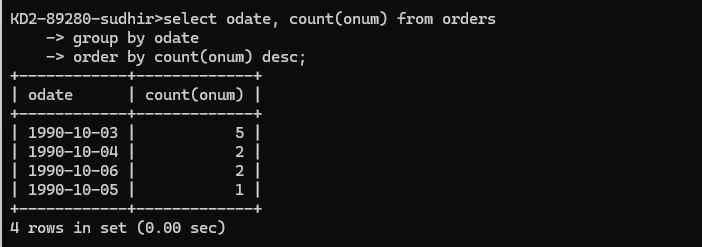 KD2-89280-sudhir>select odate, count(onum) from orders
    -> group by odate
    -> order by count(onum) desc;
+------------+-------------+
| odate      | count(onum) |
+------------+-------------+
| 1990-10-03 |           5 |
| 1990-10-04 |           2 |
| 1990-10-06 |           2 |
| 1990-10-05 |           1 |
+------------+-------------+
4 rows in set (0.00 sec)